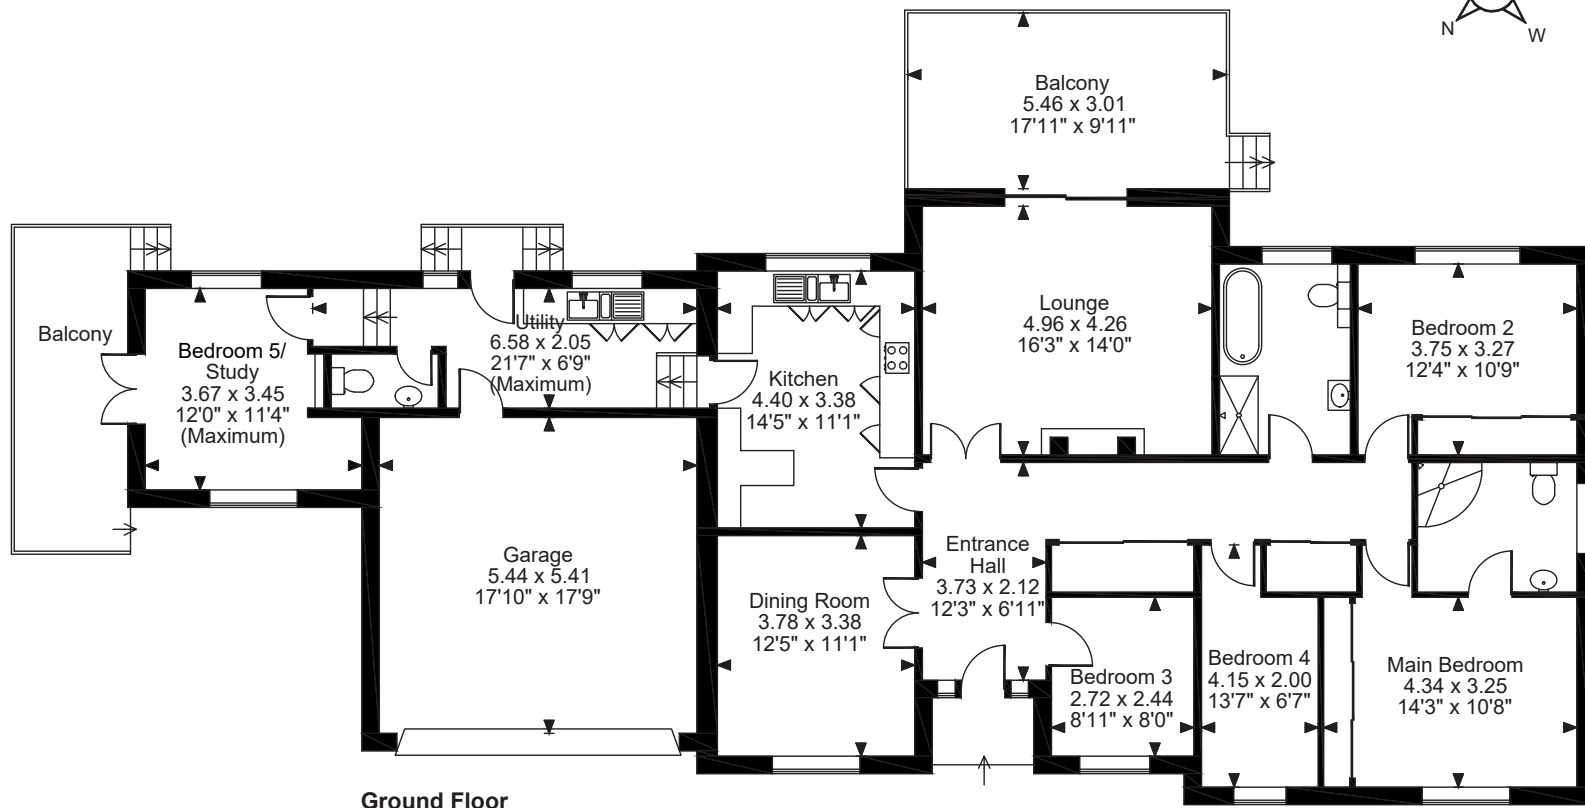 N
W
Balcony
5.46 x 3.01
17'11" x 9'11"
Balcony
Bedroom 5/
Study
3.67 x 3.45
12'0" x 11'4"
(Maximum)
Utility
6.58 x 2.05
21'7" x 6'9"
(Maximum)
Kitchen
4.40 x 3.38
14'5" x 11'1"
Lounge
4.96 x 4.26
16'3" x 14'0"
Bedroom 2
3.75 x 3.27
12'4" x 10'9"
Garage
5.44 x 5.41
17'10" x 17'9"
Dining Room
3.78 x 3.38
12'5" x 11'1"
Entrance
Hall
3.73 x 2.12
12'3" x 6'11"
Bedroom 3
2.72 x 2.44
8'11" x 8'0"
Bedroom 4
4.15 x 2.00
13'7" x 6'7"
Main Bedroom
4.34 x 3.25
14'3" x 10'8"
Ground Floor